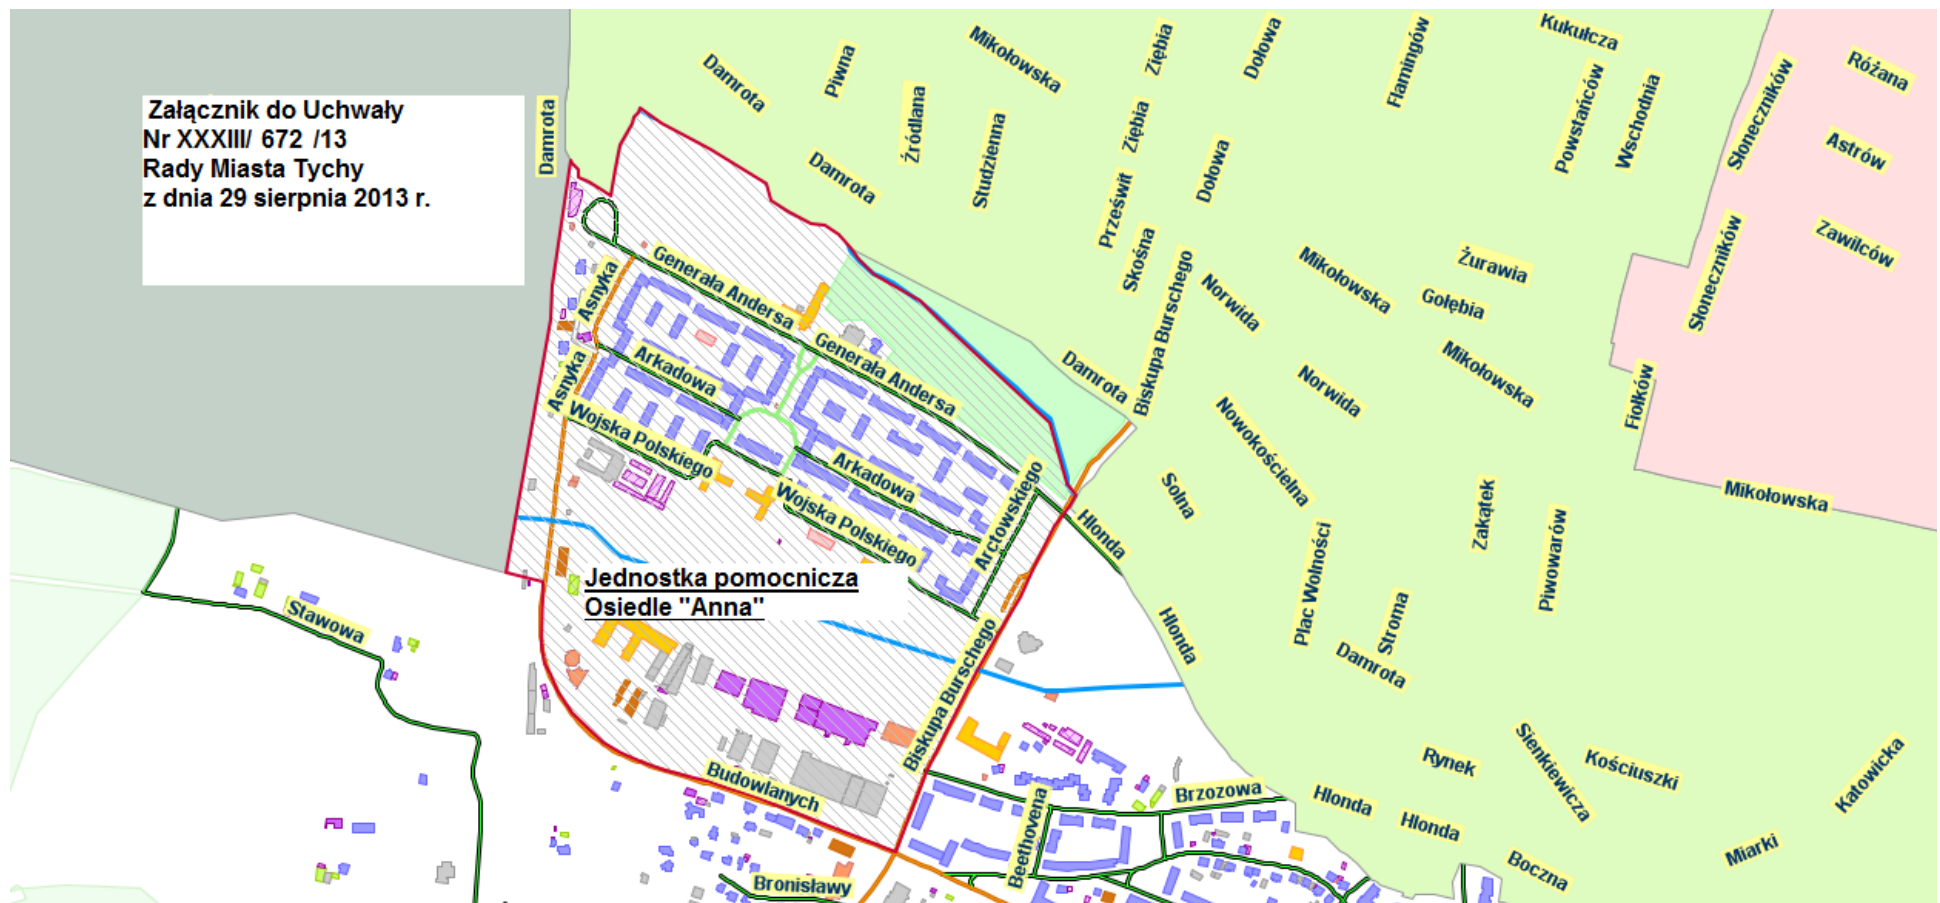 Załącznik do Uchwały
Nr XXXIII/ 672 /13
Rady Miasta Tychy
z dnia 29 sierpnia 2013 r.
Damrota
Damrota
Piwna
Źródlana
Damrota
Studzienna
Mikołowska
Ziębia
Ziębia
Dołowa
Dołowa
Prześwit
Skośna
Flamingów
Kukułcza
Powstańców
Wschodnia
Słoneczników
Różana
Astrów
Zawilców
Słoneczników
Fiołków
Mikołowska
Żurawia
Gołębia
Mikołowska
Mikołowska
Norwida
Norwida
Biskupa Burschego
Damrota
Nowokościelna
Solna
Zakątek
Piwowarów
Plac Wolności
Stroma
Damrota
Generała Andersa
Generała Andersa
Asnyka
Asnyka
Arkadowa
Arkadowa
Wojska Polskiego
Wojska Polskiego
Arctowskiego
Hlonda
Hlonda
Jednostka pomocnicza
Osiedle "Anna"
Stawowa
Biskupa Burschego
Budowlanych
Bronisławy
Beethovena
Brzozowa
Hlonda
Hlonda
Rynek
Sienkiewicza
Kościuszki
Katowicka
Miarki
Boczna